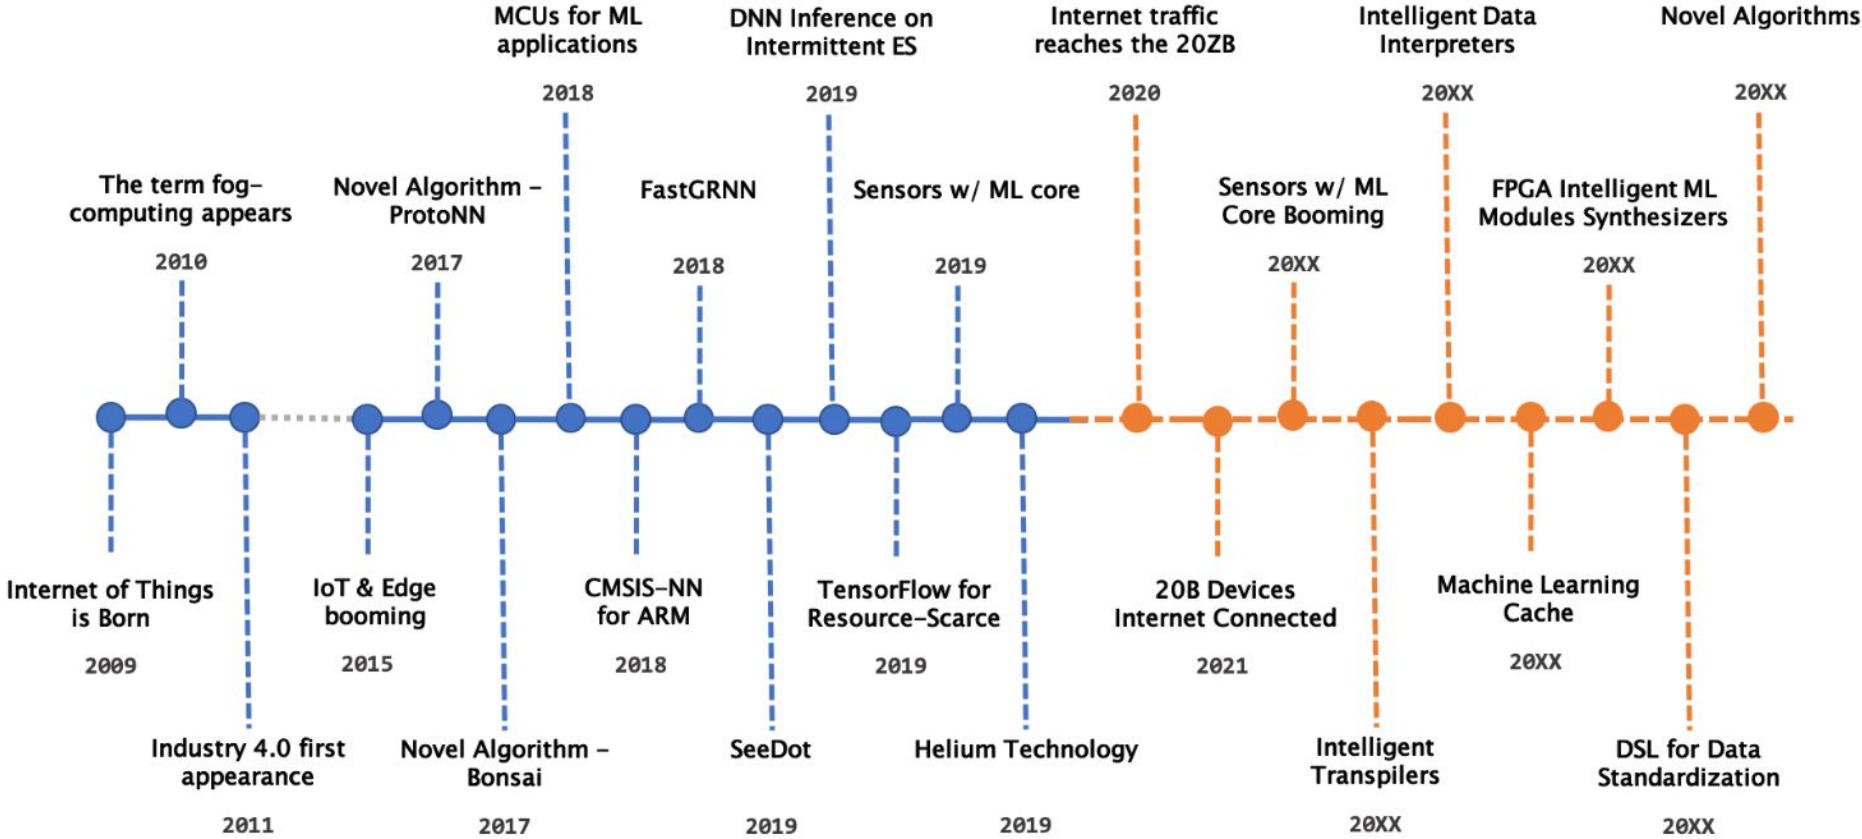 MCUs for ML
applications
2018
DNN Inference on
Intermittent ES
2019
Internet traffic
reaches the 20ZB
2020
Intelligent Data
Interpreters
20XX
Novel Algorithms
20XX
The term fog-
computing appears
2010
Novel Algorithm –
ProtoNN
2017
FastGRNN
2018
Sensors w/ ML core
2019
Sensors w/ ML
Core Booming
20XX
FPGA Intelligent ML
Modules Synthesizers
20XX
Internet of Things
is Born
2009
IoT & Edge
booming
2015
CMSIS-NN
for ARM
2018
TensorFlow for
Resource-Scarce
2019
20B Devices
Internet Connected
2021
Machine Learning
Cache
20XX
Industry 4.0 first
appearance
2011
Novel Algorithm –
Bonsai
2017
SeeDot
2019
Helium Technology
2019
Intelligent
Transpilers
20XX
DSL for Data
Standardization
20XX